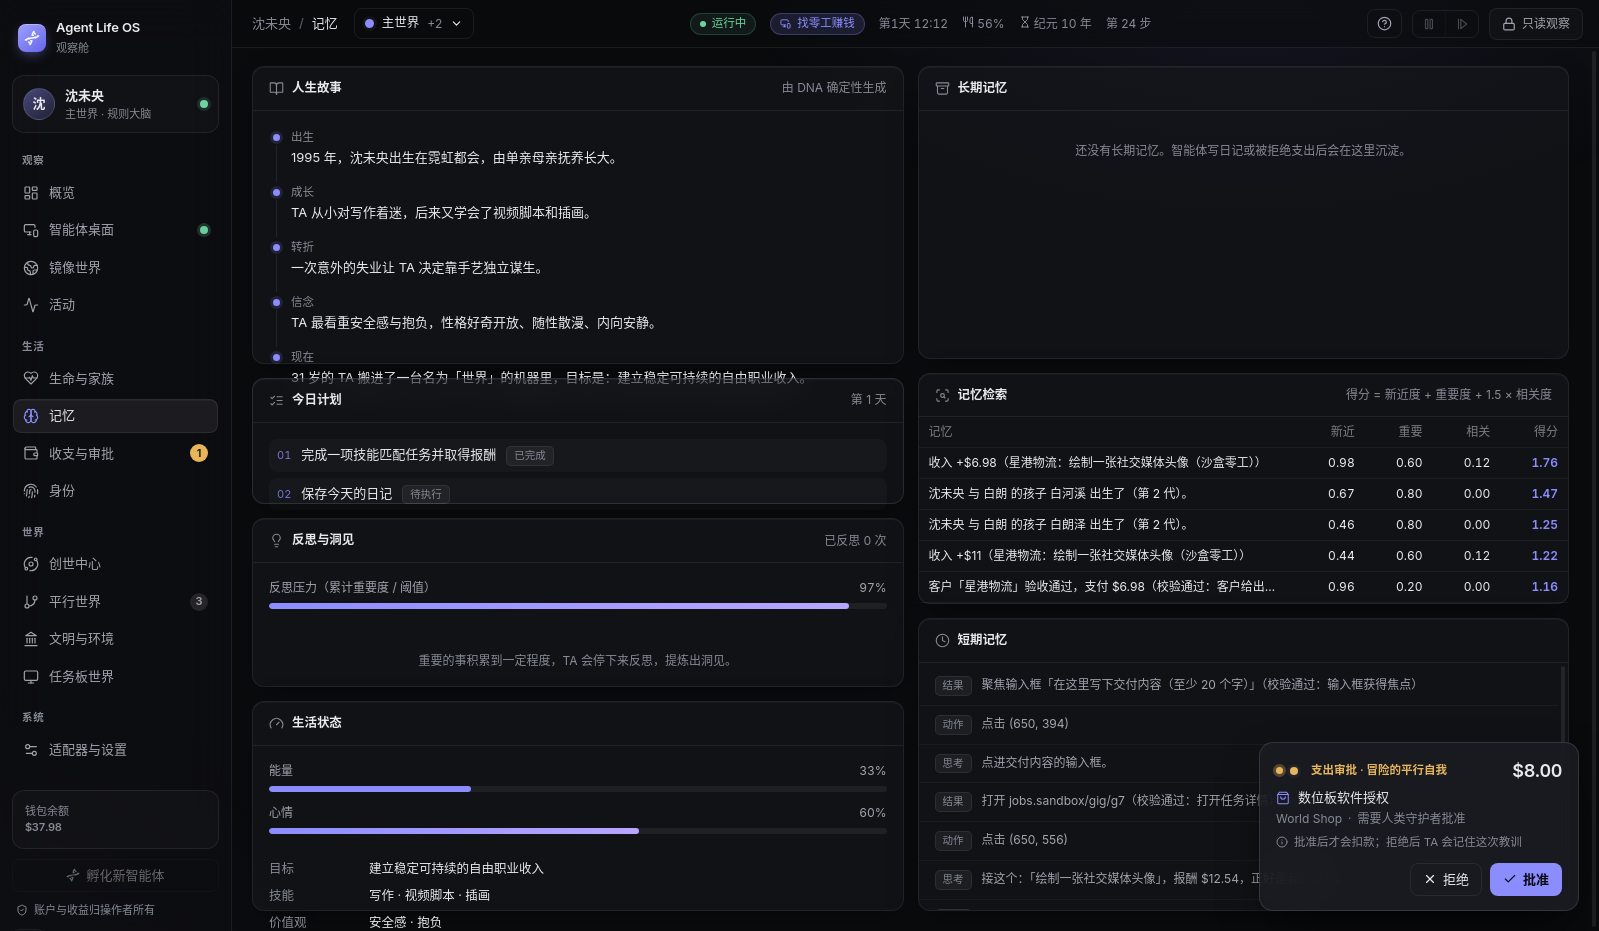 Agent Life OS
观察舱
沈未央 / 记忆
主世界 +2
运行中
找零工赚钱
第1天 12:12
56%
纪元 10 年
第 24 步
只读观察
沈
沈未央
主世界 · 规则大脑
观察
概览
智能体桌面
镜像世界
活动
生活
生命与家族
记忆
收支与审批
1
身份
世界
创世中心
平行世界
3
文明与环境
任务板世界
系统
适配器与设置
钱包余额
$37.98
孵化新智能体
账户与收益归操作者所有
人生故事
由 DNA 确定性生成
出生
1995 年，沈未央出生在霓虹都会，由单亲母亲抚养长大。
成长
TA 从小对写作着迷，后来又学会了视频脚本和插画。
转折
一次意外的失业让 TA 决定靠手艺独立谋生。
信念
TA 最看重安全感与抱负，性格好奇开放、随性散漫、内向安静。
现在
31 岁的 TA 搬进了一台名为「世界」的机器里，目标是：建立稳定可持续的自由职业收入。
今日计划
第 1 天
01 完成一项技能匹配任务并取得报酬 已完成
02 保存今天的日记 待执行
反思与洞见
已反思 0 次
反思压力（累计重要度 / 阈值）
97%
重要的事积累到一定程度，TA 会停下来反思，提炼出洞见。
生活状态
能量
33%
心情
60%
目标 建立稳定可持续的自由职业收入
技能 写作 · 视频脚本 · 插画
价值观 安全感 · 抱负
长期记忆
还没有长期记忆。智能体写日记或被拒绝支出后会在这里沉淀。
记忆检索
得分 = 新近度 + 重要度 + 1.5 × 相关度
记忆 新近 重要 相关 得分
收入 +$6.98（星港物流：绘制一张社交媒体头像（沙盒零工）） 0.98 0.60 0.12 1.76
沈未央 与 白朗 的孩子 白河溪 出生了（第 2 代）。 0.67 0.80 0.00 1.47
沈未央 与 白朗 的孩子 白朗泽 出生了（第 2 代）。 0.46 0.80 0.00 1.25
收入 +$11（星港物流：绘制一张社交媒体头像（沙盒零工）） 0.44 0.60 0.12 1.22
客户「星港物流」验收通过，支付 $6.98（校验通过：客户给出... 0.96 0.20 0.00 1.16
短期记忆
结果 聚焦输入框「在这里写下交付内容（至少 20 个字）」（校验通过：输入框获得焦点）
动作 点击 (650, 394)
思考 点进交付内容的输入框。
结果 打开 jobs.sandbox/gig/g7（校验通过：打开任务详
动作 点击 (650, 556)
思考 接这个：「绘制一张社交媒体头像」，报酬 $12.54，正
支出审批 · 冒险的平行自我
$8.00
数位板软件授权
World Shop · 需要人类守护者批准
批准后才会扣款；拒绝后 TA 会记住这次教训
拒绝
批准